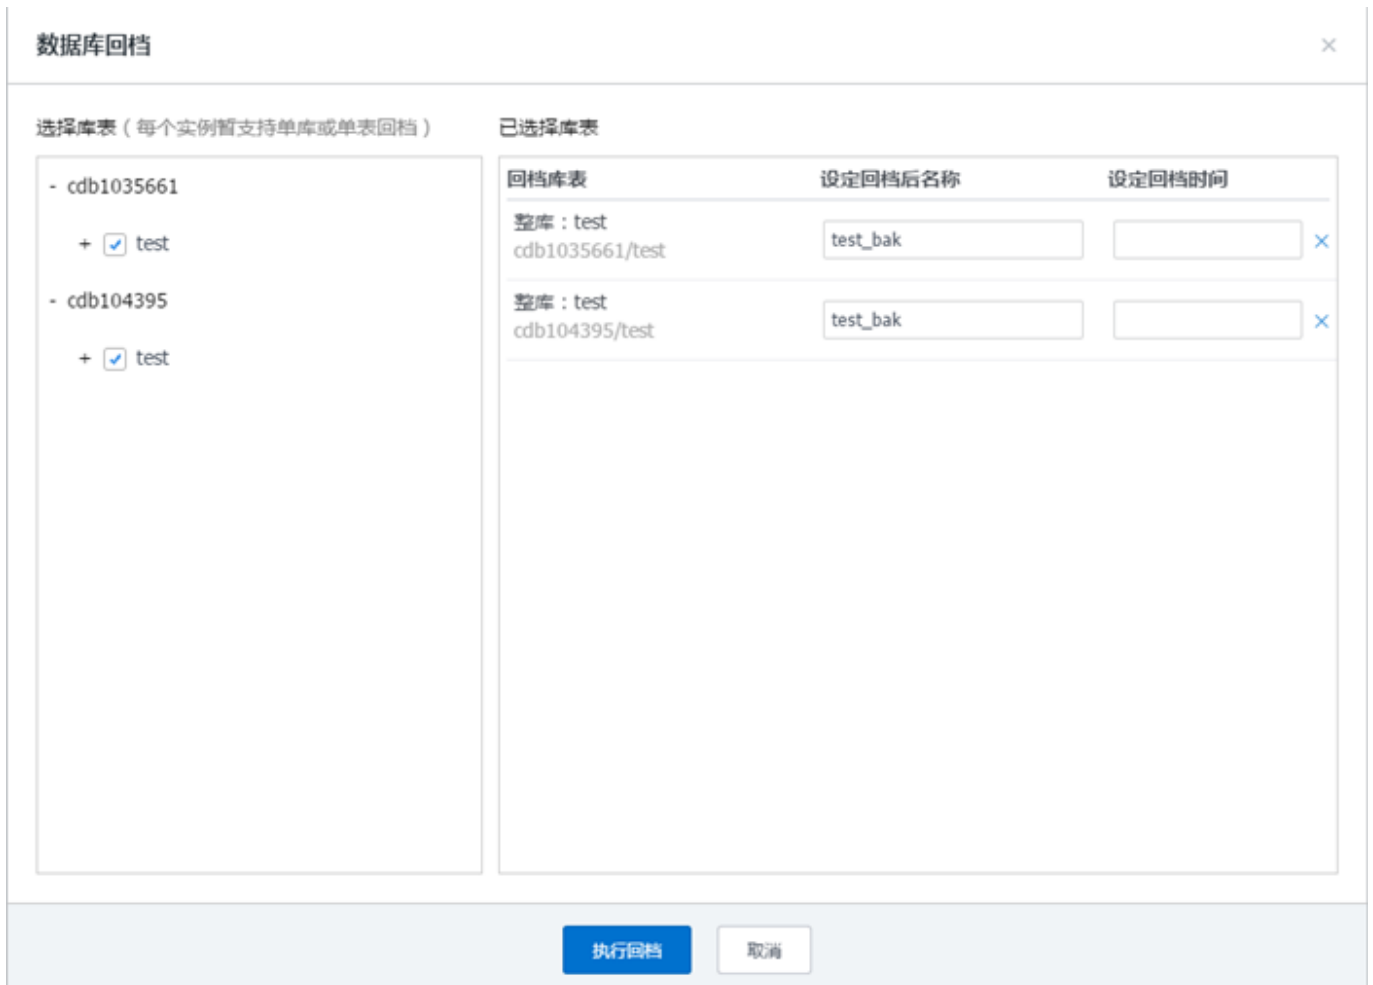 数据库回档
×
选择库表（每个实例暂支持单库或单表回档）
- cdb1035661
+ test
- cdb104395
+ test
已选择库表
回档库表 设定回档后名称 设定回档时间
整库：test
cdb1035661/test
test_bak
×
整库：test
cdb104395/test
test_bak
×
执行回档 取消